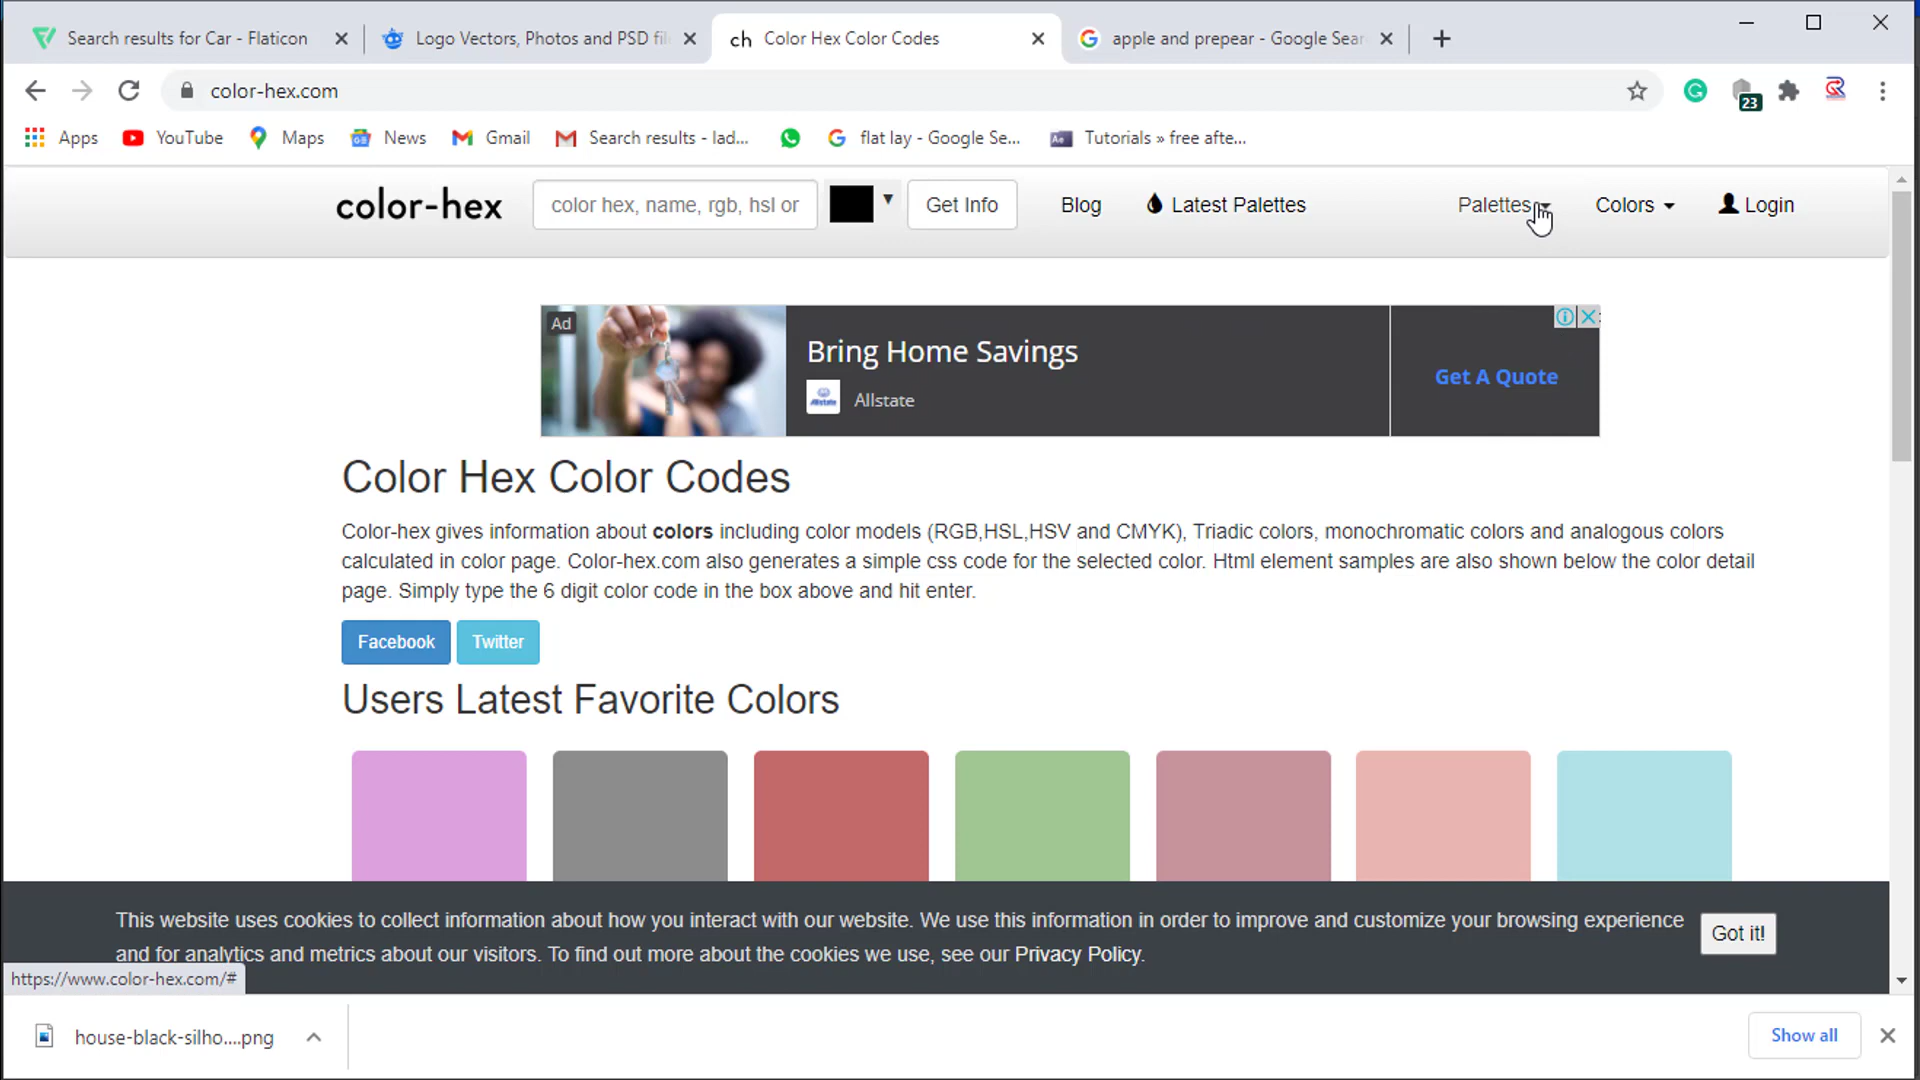 Search results for Car - Flaticon
Logo Vectors, Photos and PSD fil
ch Color Hex Color Codes
apple and prepear - Google Sear
color-hex.com
23
Apps YouTube Maps News Gmail Search results - lad... flat lay - Google Se... Ae Tutorials » free afte...
color-hex color hex, name, rgb, hsl or Get Info Blog Latest Palettes Palettes Colors Login
Ad
Bring Home Savings
Allstate
Allstate
Get A Quote
Color Hex Color Codes
Color-hex gives information about colors including color models (RGB,HSL,HSV and CMYK), Triadic colors, monochromatic colors and analogous colors
calculated in color page. Color-hex.com also generates a simple css code for the selected color. Html element samples are also shown below the color detail
page. Simply type the 6 digit color code in the box above and hit enter.
Facebook Twitter
Users Latest Favorite Colors
This website uses cookies to collect information about how you interact with our website. We use this information in order to improve and customize your browsing experience
and for analytics and metrics about our visitors. To find out more about the cookies we use, see our Privacy Policy.
Got it!
https://www.color-hex.com/#
house-black-silho....png
Show all